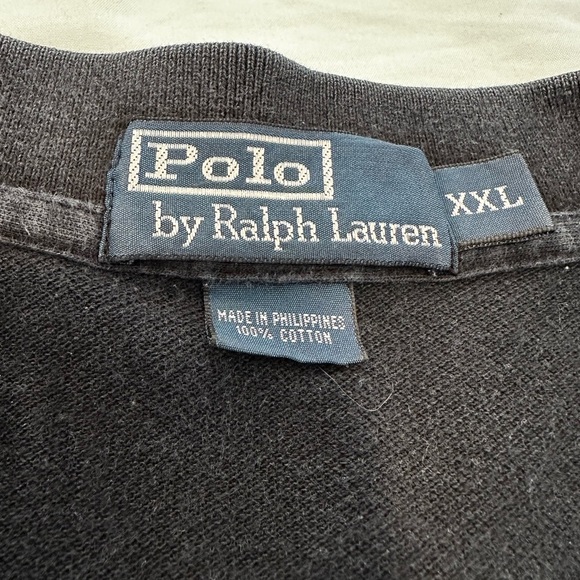 Polo
by Ralph Lauren
XXL
MADE IN PHILIPPINES
100% COTTON